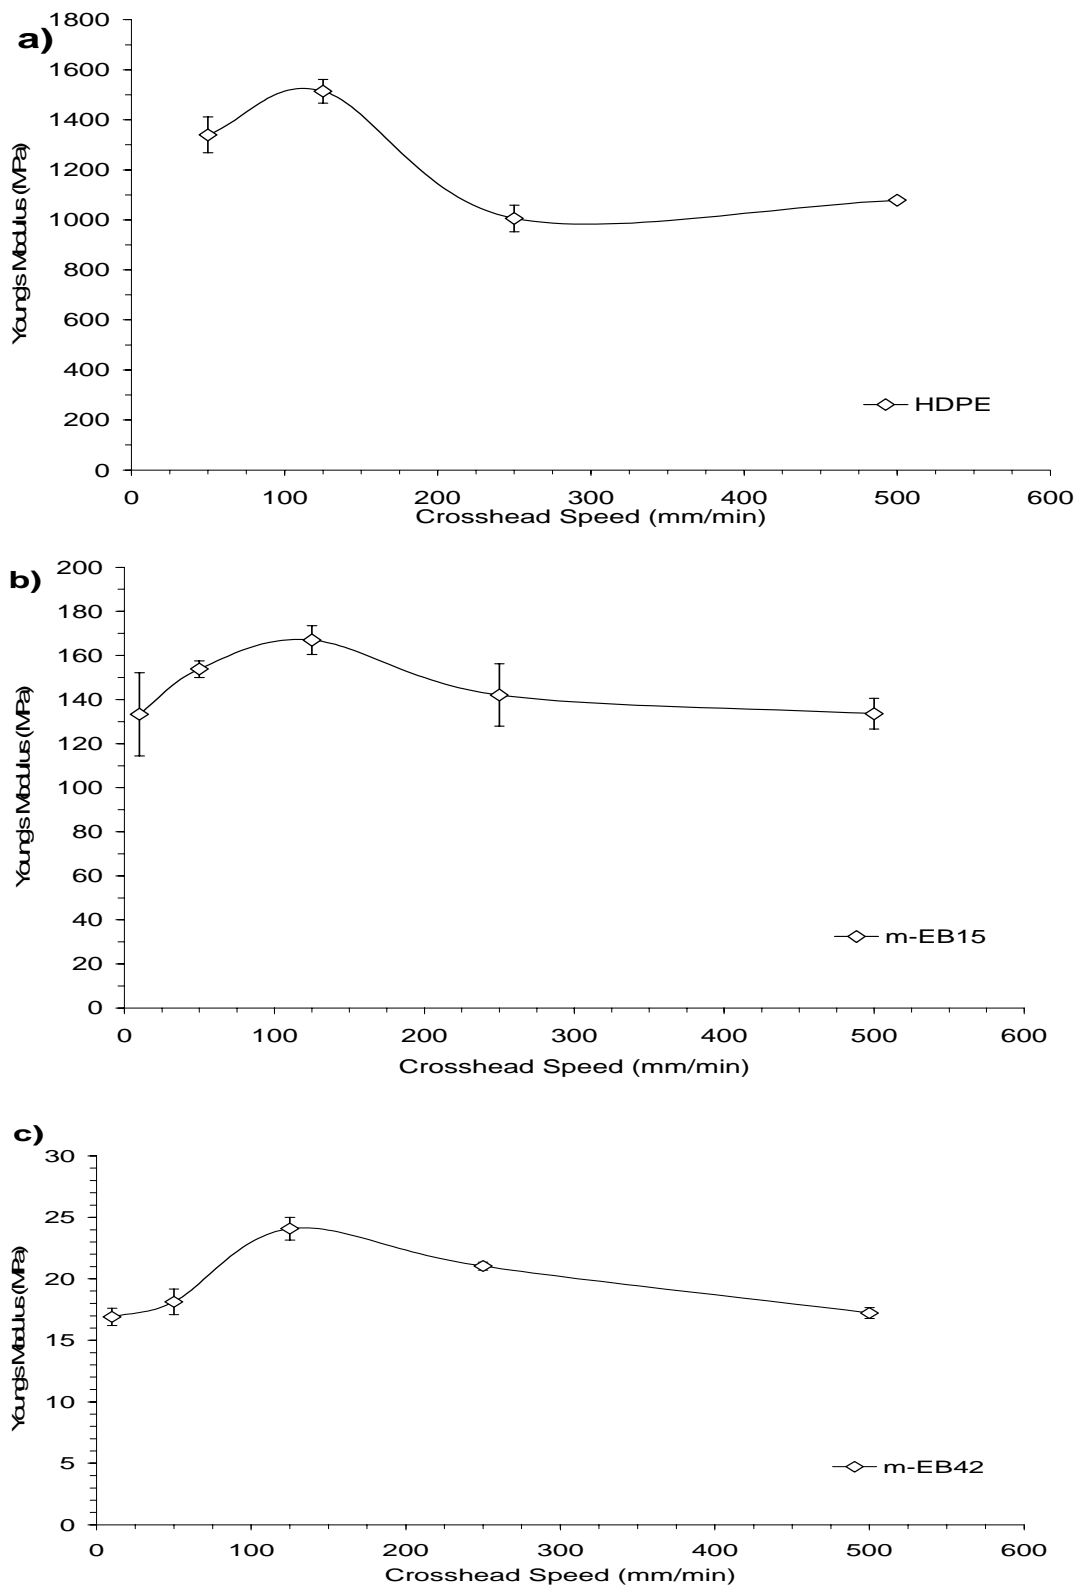 a)
1800
1600
1400
1200
1000
800
600
400
200
0
Young's Modulus (MPa)
HDPE
0 100 200 300 400 500 600
Crosshead Speed (mm/min)
b)
200
180
160
140
120
100
80
60
40
20
0
Young's Modulus (MPa)
m-EB15
0 100 200 300 400 500 600
Crosshead Speed (mm/min)
c)
30
25
20
15
10
5
0
Young's Modulus (MPa)
m-EB42
0 100 200 300 400 500 600
Crosshead Speed (mm/min)